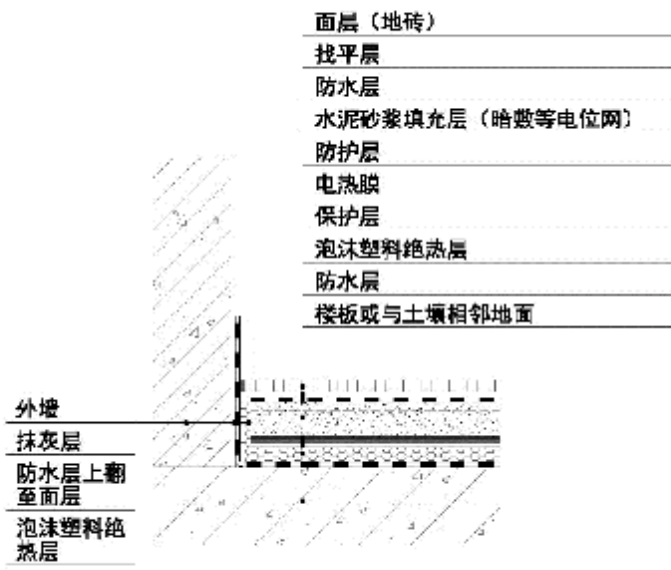 面层（地砖）
找平层
防水层
水泥砂浆填充层（暗敷等电位网）
防护层
电热膜
保护层
泡沫塑料绝热层
防水层
楼板或与土壤相邻地面
外墙
抹灰层
防水层上翻
至面层
泡沫塑料绝
热层